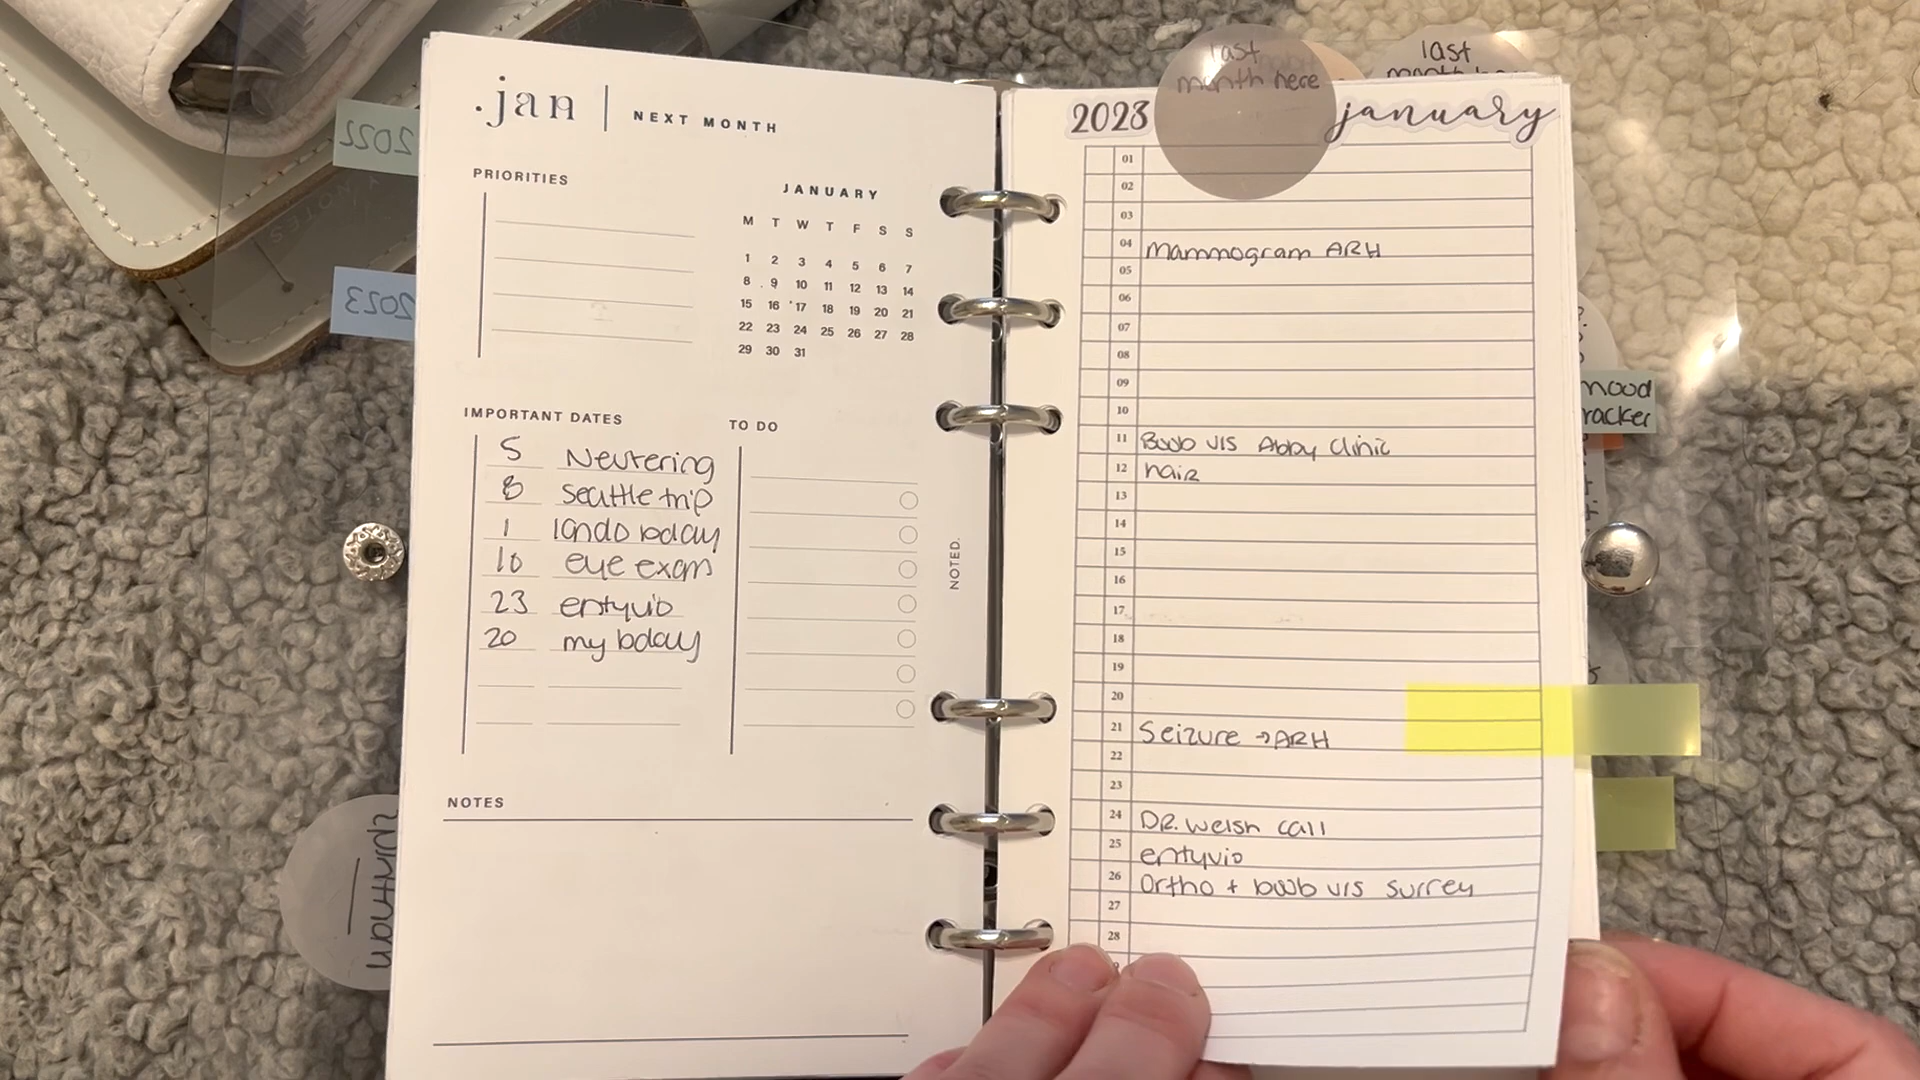 2022
2023
.jan | NEXT MONTH
PRIORITIES
JANUARY
M T W T F S S
1 2 3 4 5 6 7
8 9 10 11 12 13 14
15 16 17 18 19 20 21
22 23 24 25 26 27 28
29 30 31
IMPORTANT DATES
5 Neutering
8 seattle trip
1 lando bday
10 eye exam
23 entyvio
20 my bday
TO DO
NOTED.
NOTES
month
last
month here
last
month
2023 january
01
02
03
04 mammogram ARH
05
06
07
08
09
10
11 Boob U/S Abby Clinic
12 hair
13
14
15
16
17
18
19
20
21 Seizure → ARH
22
23
24 DR. Welsh call
25 entyvio
26 Ortho + boob U/S surrey
27
28
mood
racker